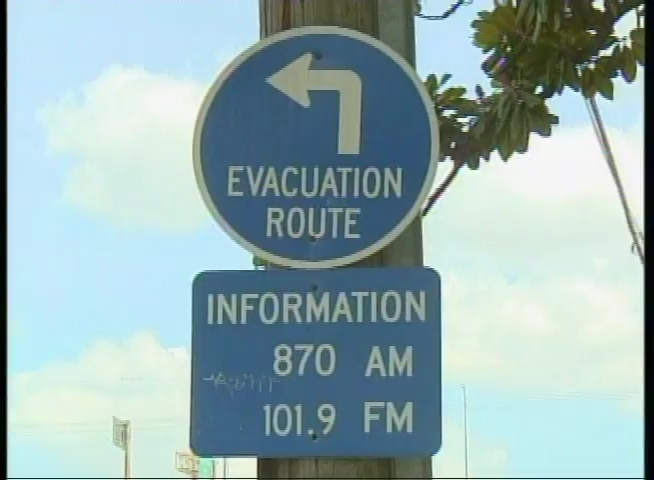 EVACUATION
ROUTE
INFORMATION
870 AM
101.9 FM